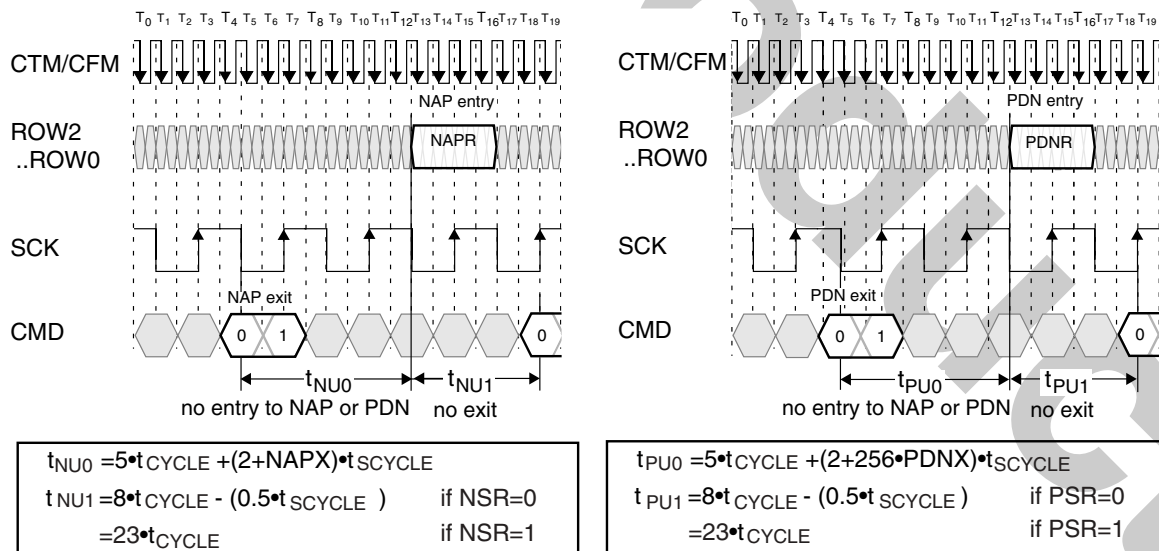 T0 T1 T2 T3 T4 T5 T6 T7 T8 T9 T10 T11 T12 T13 T14 T15 T16 T17 T18 T19
CTM/CFM
NAP entry
ROW2
..ROW0
NAPR
SCK
NAP exit
CMD
0 1 0
tNU0 tNU1
no entry to NAP or PDN no exit
tNU0 =5•tCYCLE +(2+NAPX)•tSCYCLE
tNU1 =8•tCYCLE - (0.5•tSCYCLE ) if NSR=0
=23•tCYCLE if NSR=1
T0 T1 T2 T3 T4 T5 T6 T7 T8 T9 T10 T11 T12 T13 T14 T15 T16 T17 T18 T19
CTM/CFM
PDN entry
ROW2
..ROW0
PDNR
SCK
PDN exit
CMD
0 1 0
tPU0 tPU1
no entry to NAP or PDN no exit
tPU0 =5•tCYCLE +(2+256•PDNX)•tSCYCLE
tPU1 =8•tCYCLE - (0.5•tSCYCLE ) if PSR=0
=23•tCYCLE if PSR=1